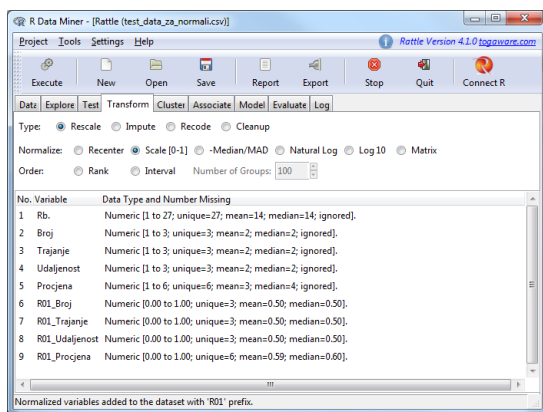 R Data Miner - [Rattle (test_data_za_normali.csv)]
Project Tools Settings Help Rattle Version 4.1.0 togaware.com
Execute New Open Save Report Export Stop Quit Connect R
Data Explore Test Transform Cluster Associate Model Evaluate Log
Type: Rescale Impute Recode Cleanup
Normalize: Recenter Scale [0-1] -Median/MAD Natural Log Log 10 Matrix
Order: Rank Interval Number of Groups: 100
No. Variable Data Type and Number Missing
1 Rb. Numeric [1 to 27; unique=27; mean=14; median=14; ignored].
2 Broj Numeric [1 to 3; unique=3; mean=2; median=2; ignored].
3 Trajanje Numeric [1 to 3; unique=3; mean=2; median=2; ignored].
4 Udaljenost Numeric [1 to 3; unique=3; mean=2; median=2; ignored].
5 Procjena Numeric [1 to 6; unique=6; mean=3; median=4; ignored].
6 R01_Broj Numeric [0.00 to 1.00; unique=3; mean=0.50; median=0.50].
7 R01_Trajanje Numeric [0.00 to 1.00; unique=3; mean=0.50; median=0.50].
8 R01_Udaljenost Numeric [0.00 to 1.00; unique=3; mean=0.50; median=0.50].
9 R01_Procjena Numeric [0.00 to 1.00; unique=6; mean=0.59; median=0.60].
Normalized variables added to the dataset with 'R01' prefix.